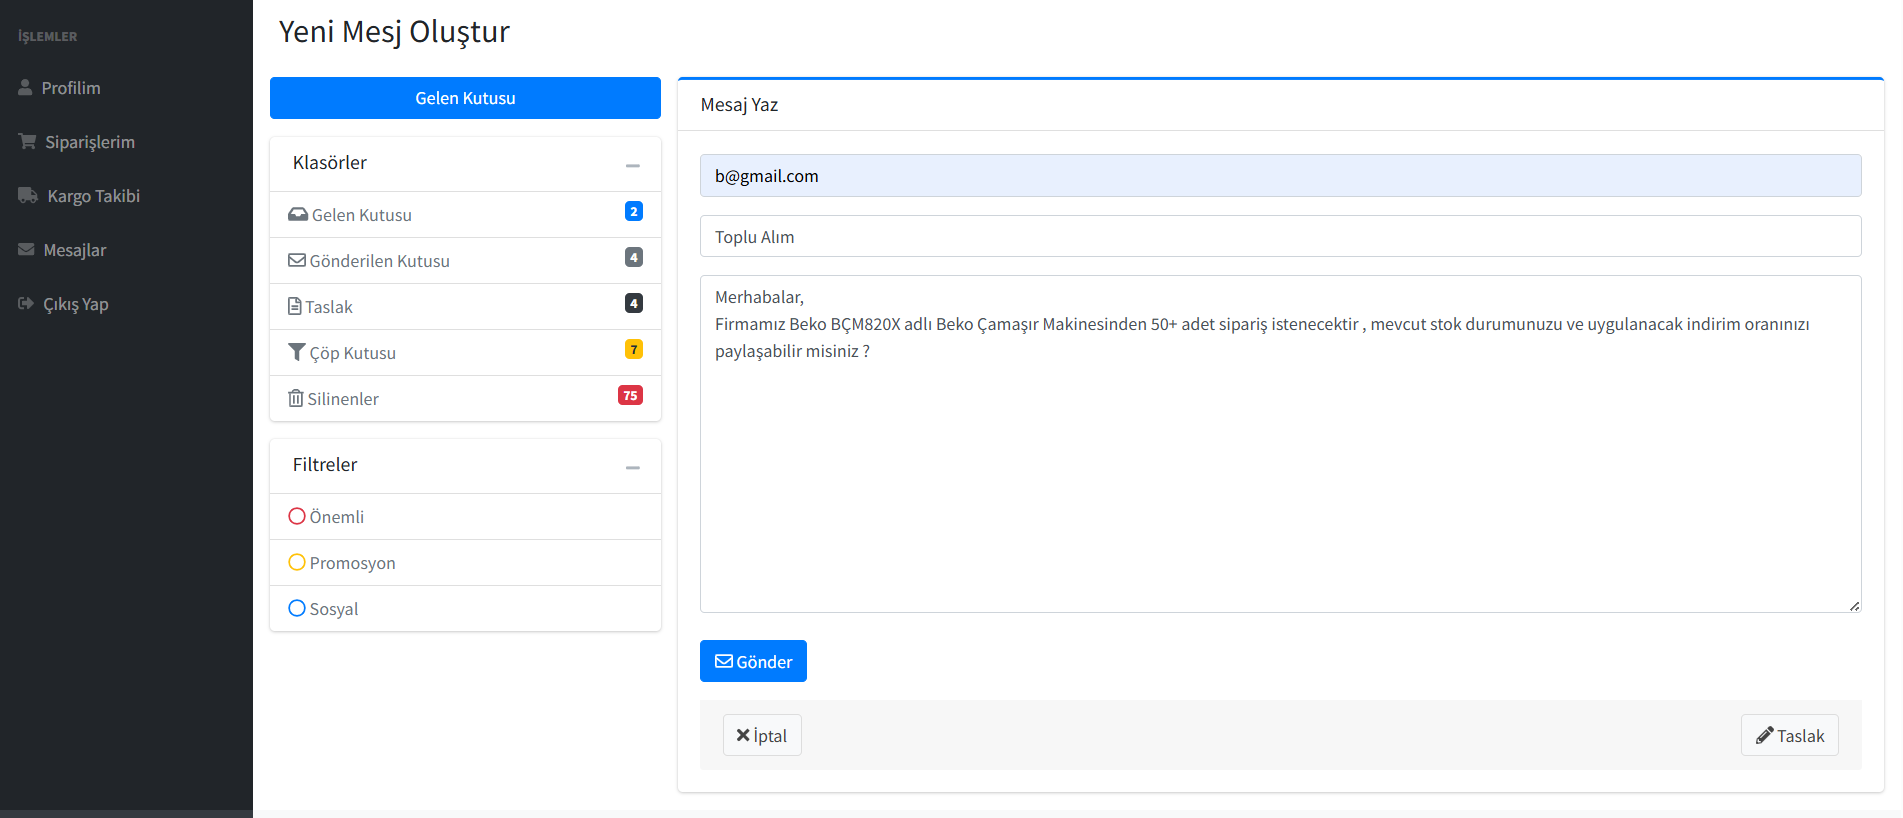 İŞLEMLER
Profilim
Siparişlerim
Kargo Takibi
Mesajlar
Çıkış Yap
Yeni Mesj Oluştur
Gelen Kutusu
Klasörler
Gelen Kutusu 2
Gönderilen Kutusu 4
Taslak 4
Çöp Kutusu 7
Silinenler 75
Filtreler
Önemli
Promosyon
Sosyal
Mesaj Yaz
b@gmail.com
Toplu Alım
Merhabalar,
Firmamız Beko BÇM820X adlı Beko Çamaşır Makinesinden 50+ adet sipariş istenecektir , mevcut stok durumunuzu ve uygulanacak indirim oranınızı
paylaşabilir misiniz ?
Gönder
İptal
Taslak